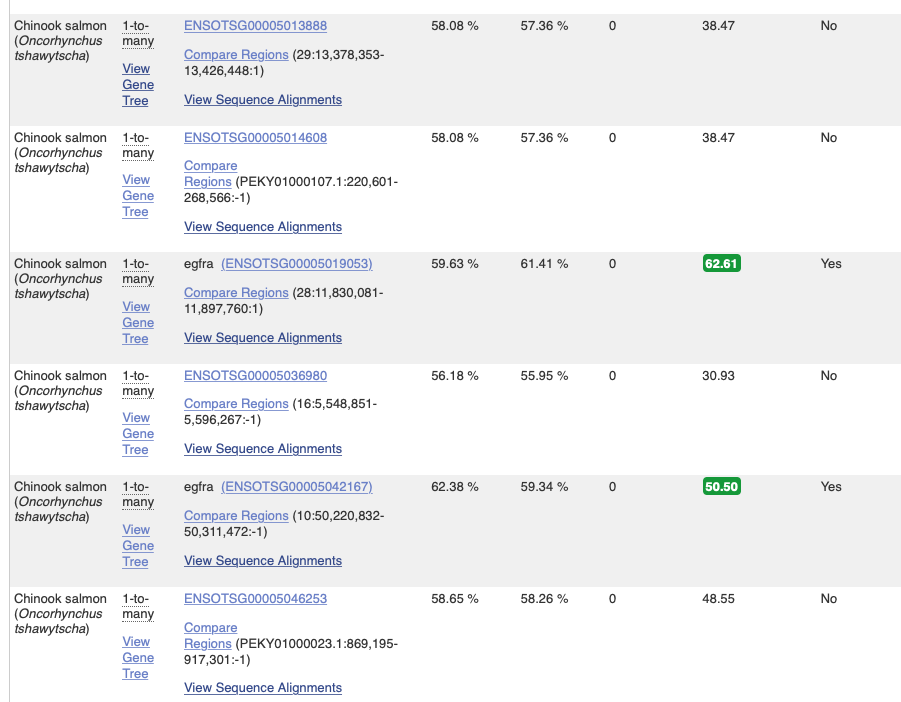 Chinook salmon 1-to- ENSOTSG00005013888 58.08 % 57.36 % 0 38.47 No
(Oncorhynchus many
tshawytscha) Compare Regions (29:13,378,353-
View 13,426,448:1)
Gene
Tree View Sequence Alignments
Chinook salmon 1-to- ENSOTSG00005014608 58.08 % 57.36 % 0 38.47 No
(Oncorhynchus many
tshawytscha) Compare
View Regions (PEKY01000107.1:220,601-
Gene 268,566:-1)
Tree
View Sequence Alignments
Chinook salmon 1-to- egfra (ENSOTSG00005019053) 59.63 % 61.41 % 0 62.61 Yes
(Oncorhynchus many
tshawytscha) Compare Regions (28:11,830,081-
View 11,897,760:1)
Gene
Tree View Sequence Alignments
Chinook salmon 1-to- ENSOTSG00005036980 56.18 % 55.95 % 0 30.93 No
(Oncorhynchus many
tshawytscha) Compare Regions (16:5,548,851-
View 5,596,267:-1)
Gene
Tree View Sequence Alignments
Chinook salmon 1-to- egfra (ENSOTSG00005042167) 62.38 % 59.34 % 0 50.50 Yes
(Oncorhynchus many
tshawytscha) Compare Regions (10:50,220,832-
View 50,311,472:-1)
Gene
Tree View Sequence Alignments
Chinook salmon 1-to- ENSOTSG00005046253 58.65 % 58.26 % 0 48.55 No
(Oncorhynchus many
tshawytscha) Compare
View Regions (PEKY01000023.1:869,195-
Gene 917,301:-1)
Tree
View Sequence Alignments